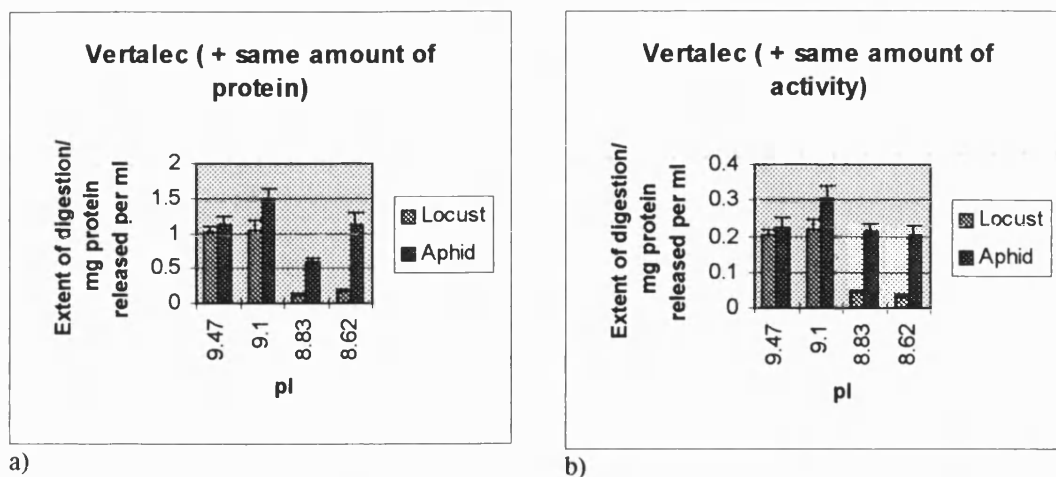 Vertalec ( + same amount of
protein)
Extent of digestion/
mg protein
released per ml
2
1.5
1
0.5
0
9.47
9.1
8.83
8.62
pI
Locust
Aphid
a)
Vertalec (+ same amount of
activity)
Extent of digestion/
mg protein
released per ml
0.4
0.3
0.2
0.1
0
9.47
9.1
8.83
8.62
pI
Locust
Aphid
b)